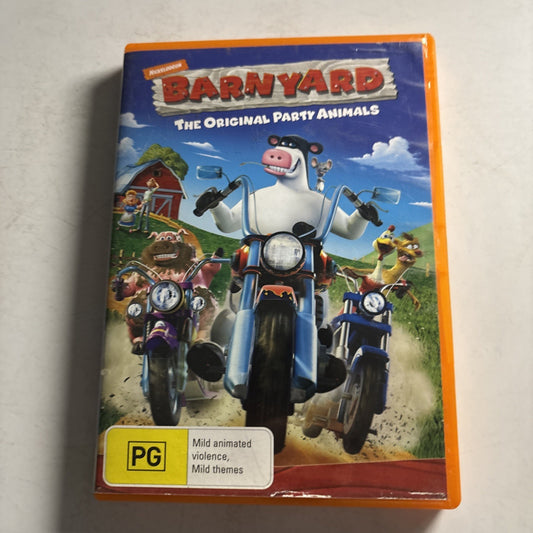 NICKELODEON
BARNYARD
THE ORIGINAL PARTY ANIMALS
PG
Mild animated
violence,
Mild themes